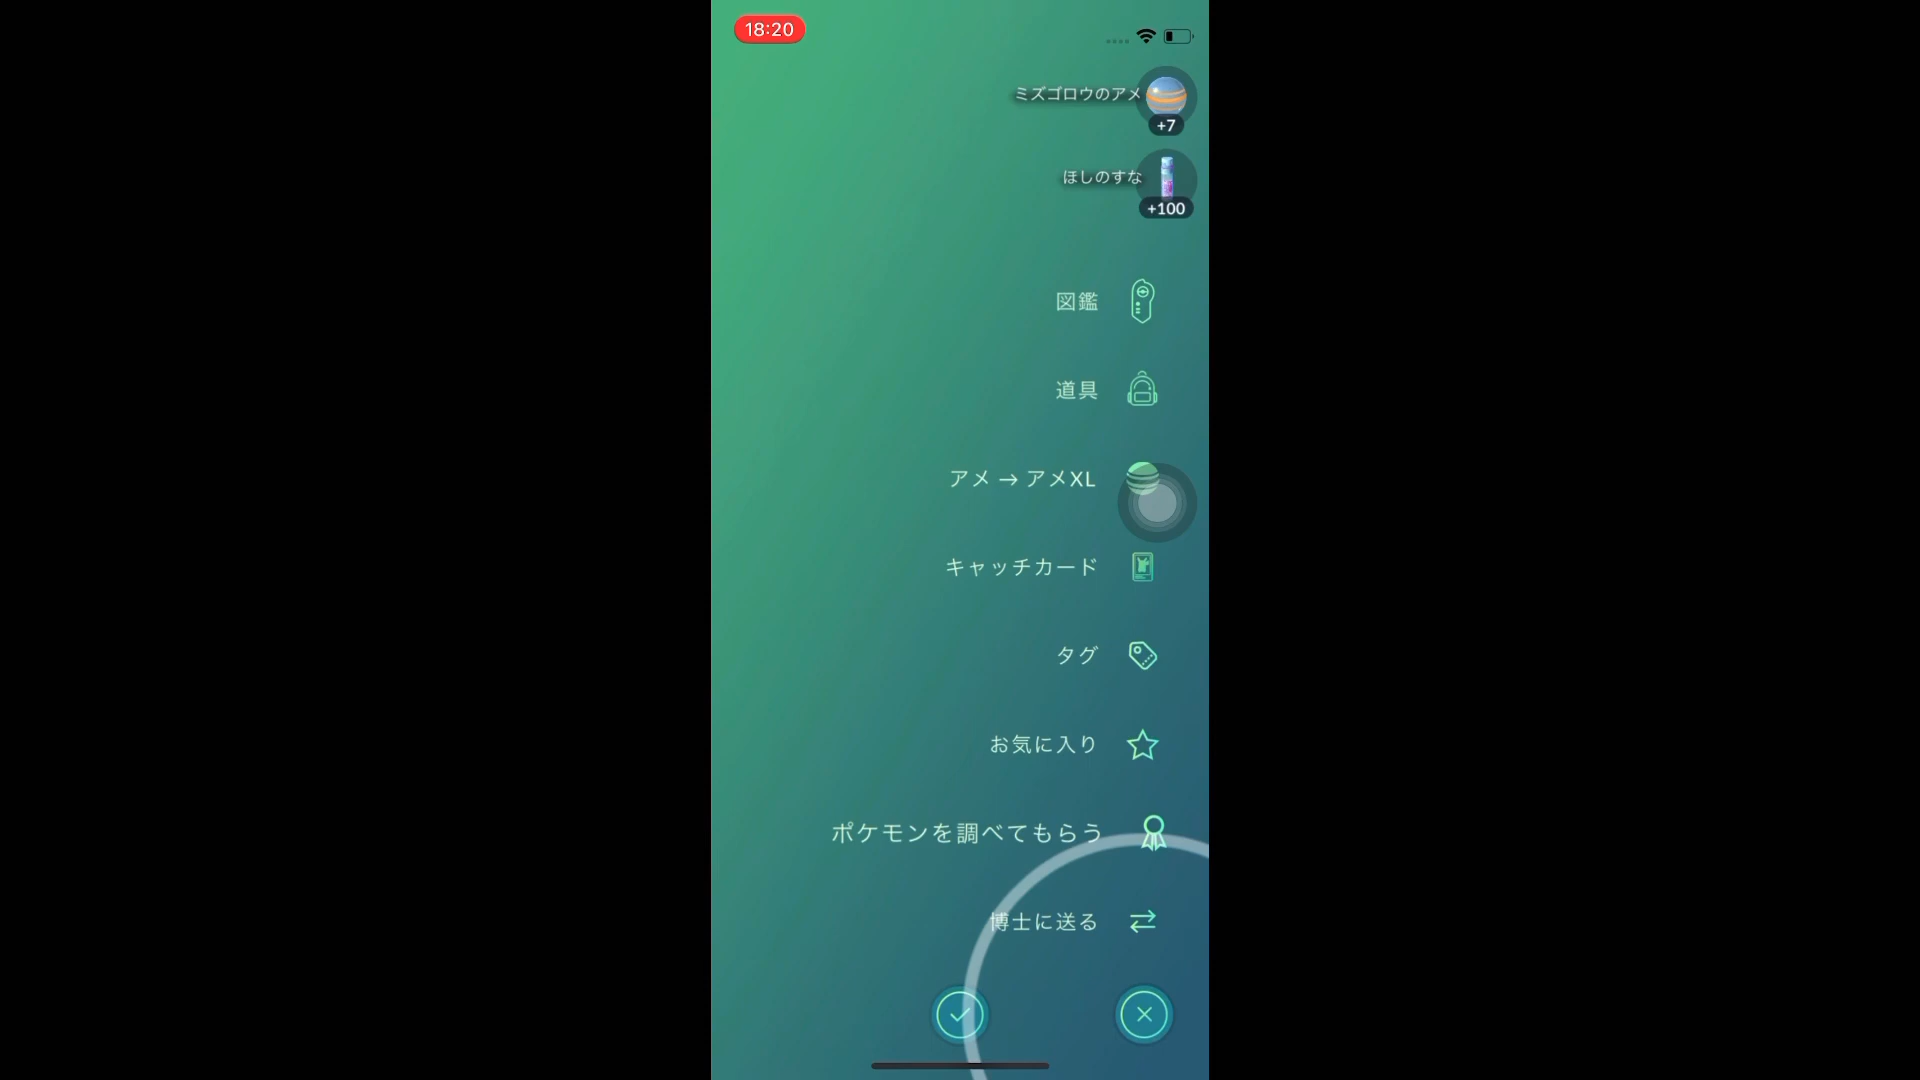 18:20
ミズゴロウのアメ
+7
ほしのすな
+100
図鑑
道具
アメ → アメXL
キャッチカード
タグ
お気に入り
ポケモンを調べてもらう
博士に送る